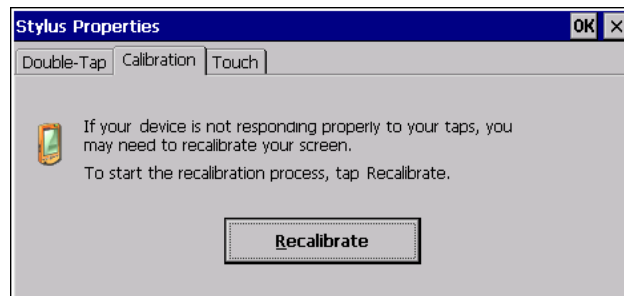 Stylus Properties OK ×
Double-Tap Calibration Touch
If your device is not responding properly to your taps, you
may need to recalibrate your screen.
To start the recalibration process, tap Recalibrate.
Recalibrate